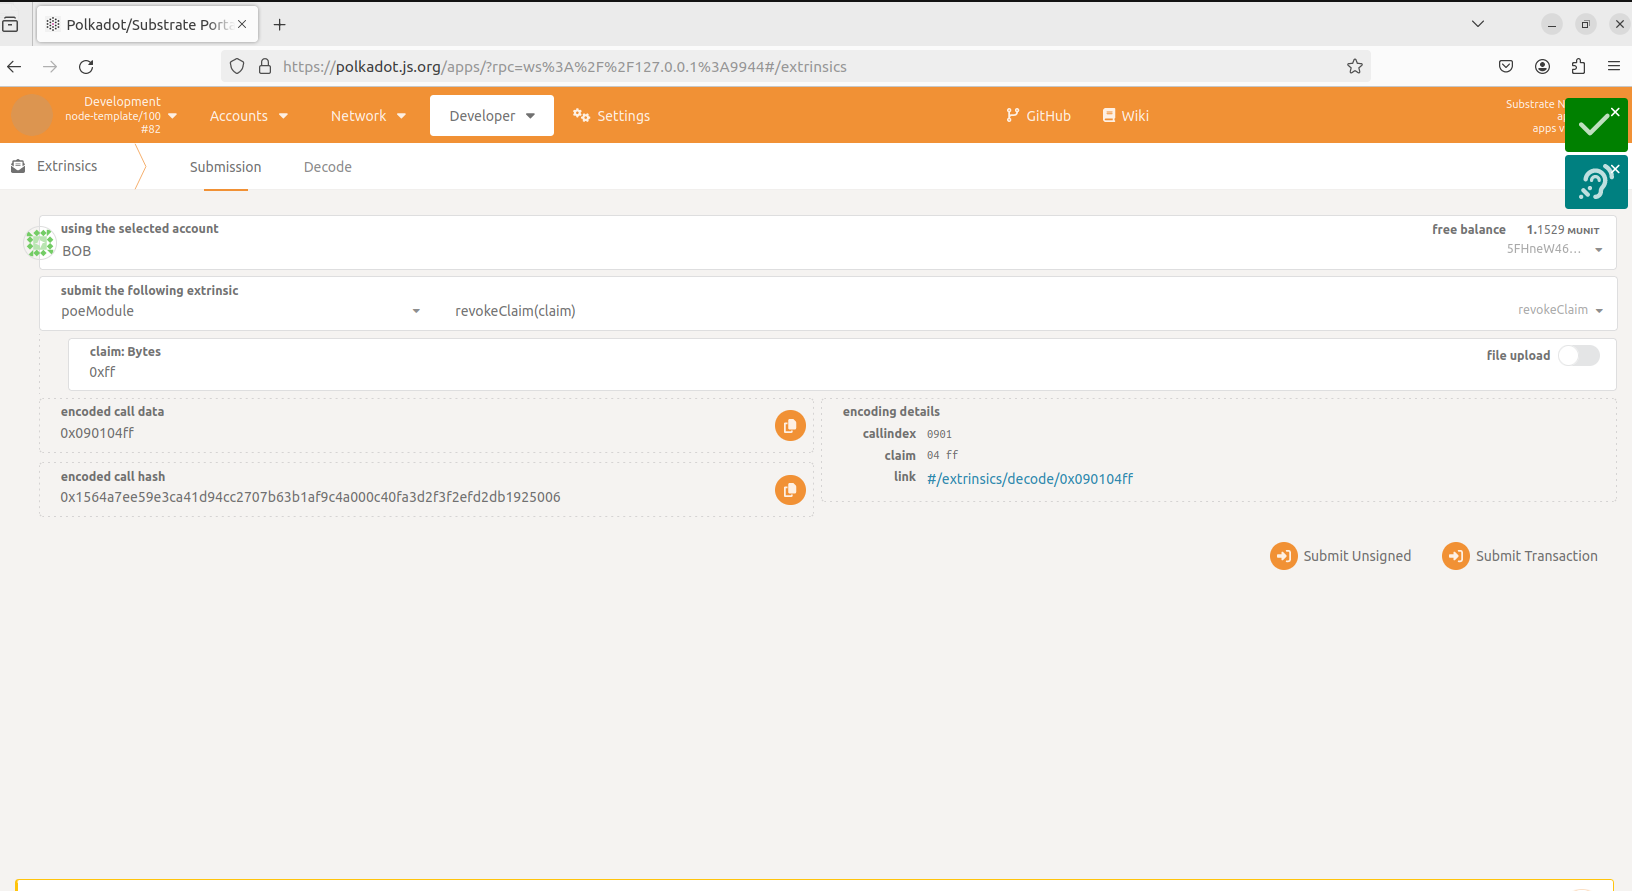 Polkadot/Substrate Porta
https://polkadot.js.org/apps/?rpc=ws%3A%2F%2F127.0.0.1%3A9944#/extrinsics
Development
node-template/100
#82
Accounts
Network
Developer
Settings
GitHub
Wiki
Substrate N
ap
apps v
Extrinsics
Submission
Decode
using the selected account
BOB
free balance 1.1529 MUNIT
5FHneW46...
submit the following extrinsic
poeModule
revokeClaim(claim)
revokeClaim
claim: Bytes
0xff
file upload
encoded call data
0x090104ff
encoded call hash
0x1564a7ee59e3ca41d94cc2707b63b1af9c4a000c40fa3d2f3f2efd2db1925006
encoding details
callindex 0901
claim 04 ff
link #/extrinsics/decode/0x090104ff
Submit Unsigned
Submit Transaction